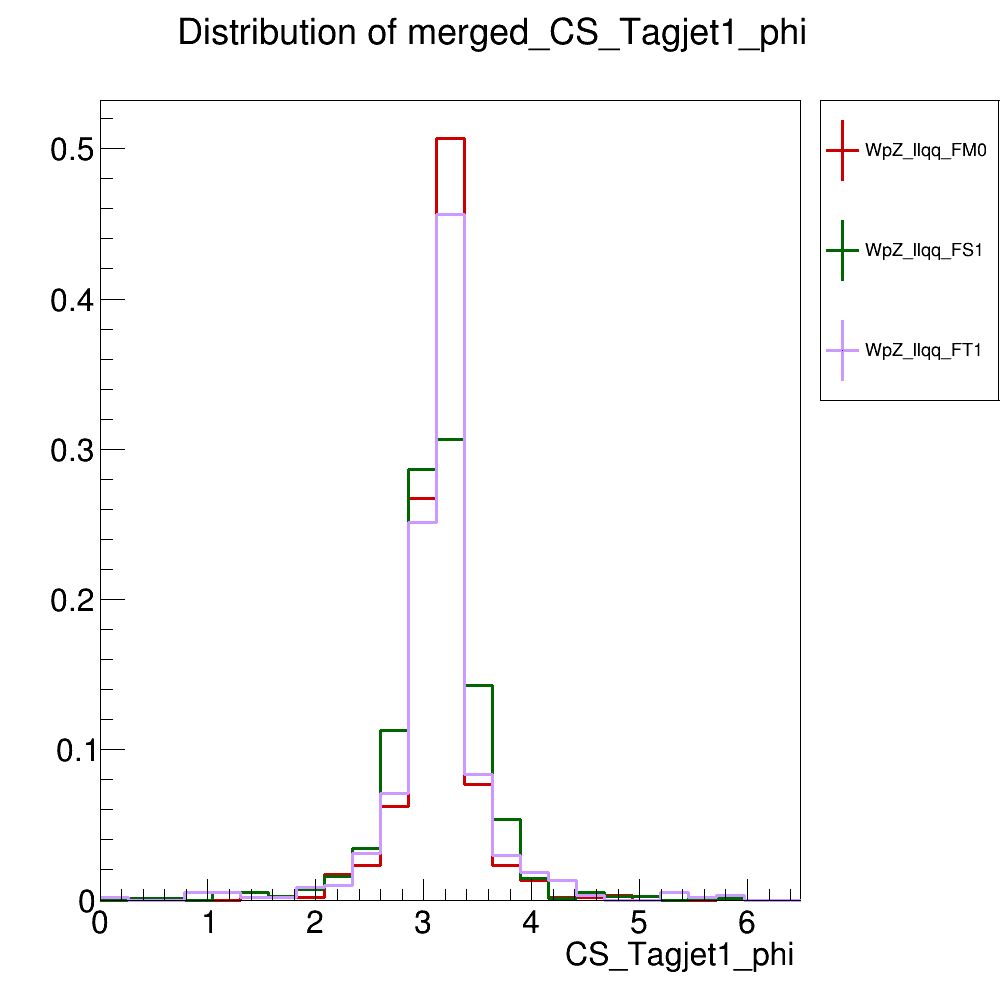 Distribution of merged_CS_Tagjet1_phi
0.5
0.4
0.3
0.2
0.1
0
0 1 2 3 4 5 6
CS_Tagjet1_phi
WpZ_llqq_FM0
WpZ_llqq_FS1
WpZ_llqq_FT1